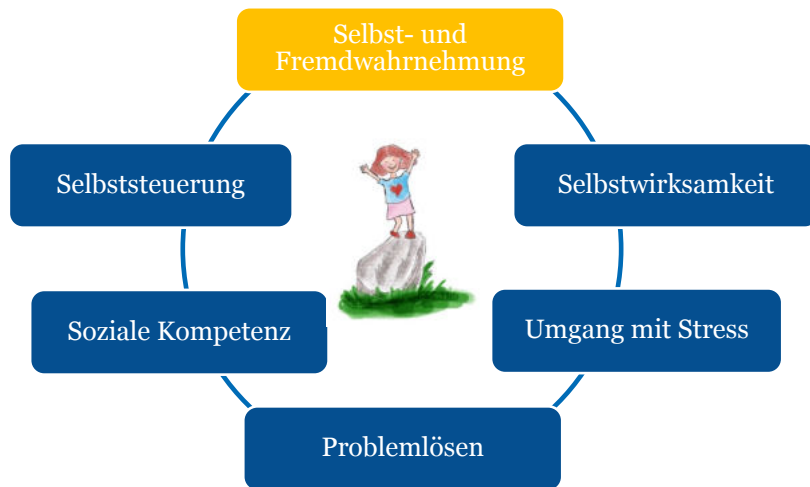 Selbst- und
Fremdwahrnehmung
Selbststeuerung
Selbstwirksamkeit
Soziale Kompetenz
Umgang mit Stress
Problemlösen